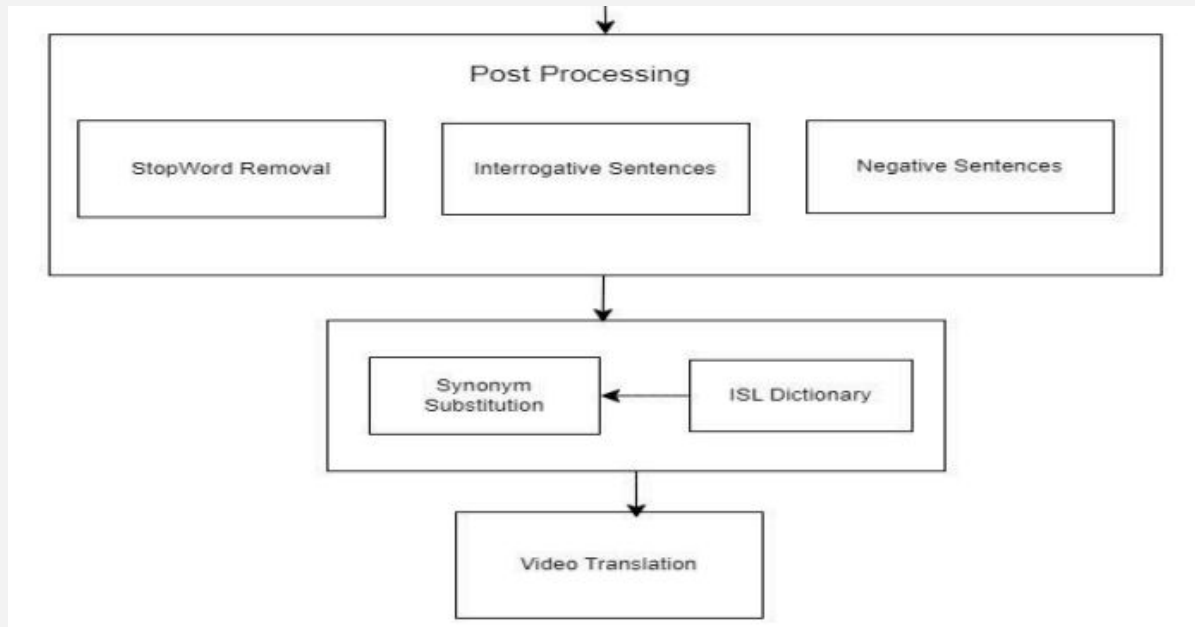 Post Processing
StopWord Removal
Interrogative Sentences
Negative Sentences
Synonym
Substitution
ISL Dictionary
Video Translation